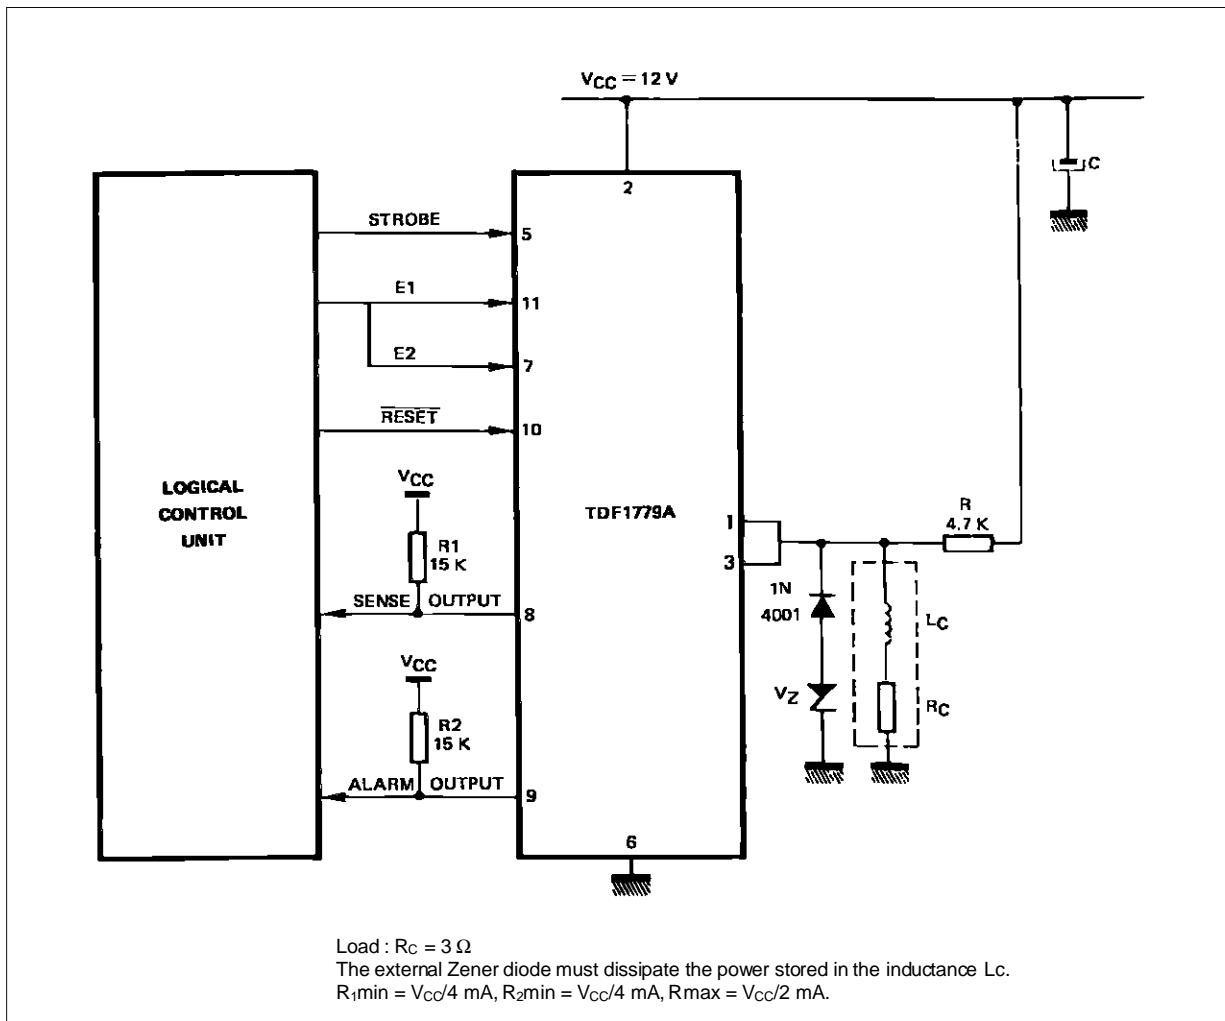 VCC = 12 V
C
2
STROBE
5
E1
11
E2
7
RESET
10
VCC
LOGICAL
CONTROL
UNIT
TDF1779A
R1
15 K
1
3
R
4.7 K
1N
4001
LC
SENSE OUTPUT
8
VCC
VZ
RC
R2
15 K
ALARM OUTPUT
9
6
Load : RC = 3 Ω
The external Zener diode must dissipate the power stored in the inductance Lc.
R1min = VCC/4 mA, R2min = VCC/4 mA, Rmax = VCC/2 mA.